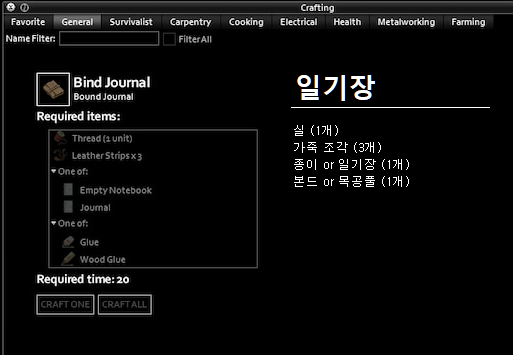 Crafting
Favorite General Survivalist Carpentry Cooking Electrical Health Metalworking Farming
Name Filter: Filter All
Bind Journal
Bound Journal
Required items:
Thread (1 unit)
Leather Strips x 3
One of:
Empty Notebook
Journal
One of:
Glue
Wood Glue
Required time: 20
CRAFT ONE CRAFT ALL
일기장
실 (1개)
가죽 조각 (3개)
종이 or 일기장 (1개)
본드 or 목공풀 (1개)